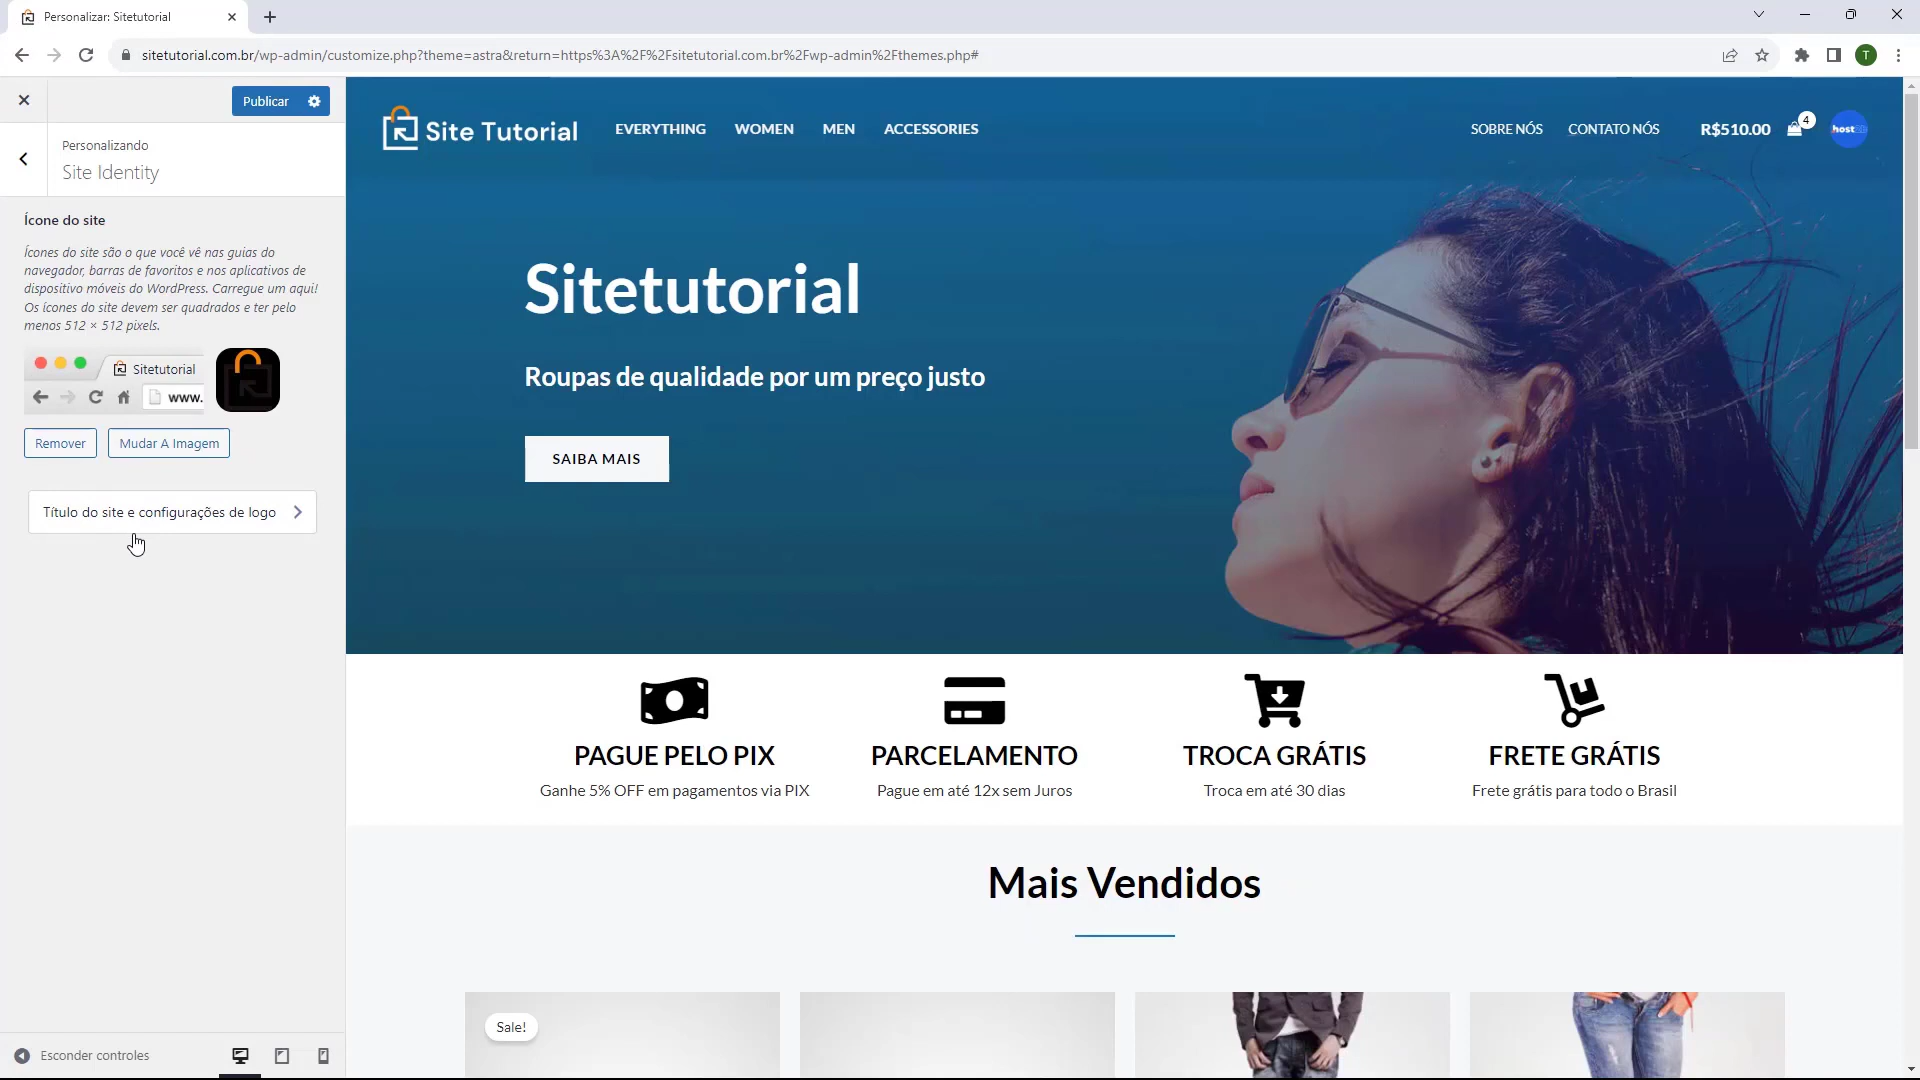 Personalizar: Sitetutorial
sitetutorial.com.br/wp-admin/customize.php?theme=astra&return=https%3A%2F%2Fsitetutorial.com.br%2Fwp-admin%2Fthemes.php#
T
Publicar
Personalizando
Site Identity
Ícone do site
Ícones do site são o que você vê nas guias do
navegador, barras de favoritos e nos aplicativos de
dispositivo móveis do WordPress. Carregue um aqui!
Os ícones do site devem ser quadrados e ter pelo
menos 512 × 512 pixels.
Sitetutorial
www.
Remover
Mudar A Imagem
Título do site e configurações de logo
Esconder controles
Site Tutorial
EVERYTHING
WOMEN
MEN
ACCESSORIES
SOBRE NÓS
CONTATO NÓS
R$510.00
4
Sitetutorial
Roupas de qualidade por um preço justo
SAIBA MAIS
PAGUE PELO PIX
Ganhe 5% OFF em pagamentos via PIX
PARCELAMENTO
Pague em até 12x sem Juros
TROCA GRÁTIS
Troca em até 30 dias
FRETE GRÁTIS
Frete grátis para todo o Brasil
Mais Vendidos
Sale!